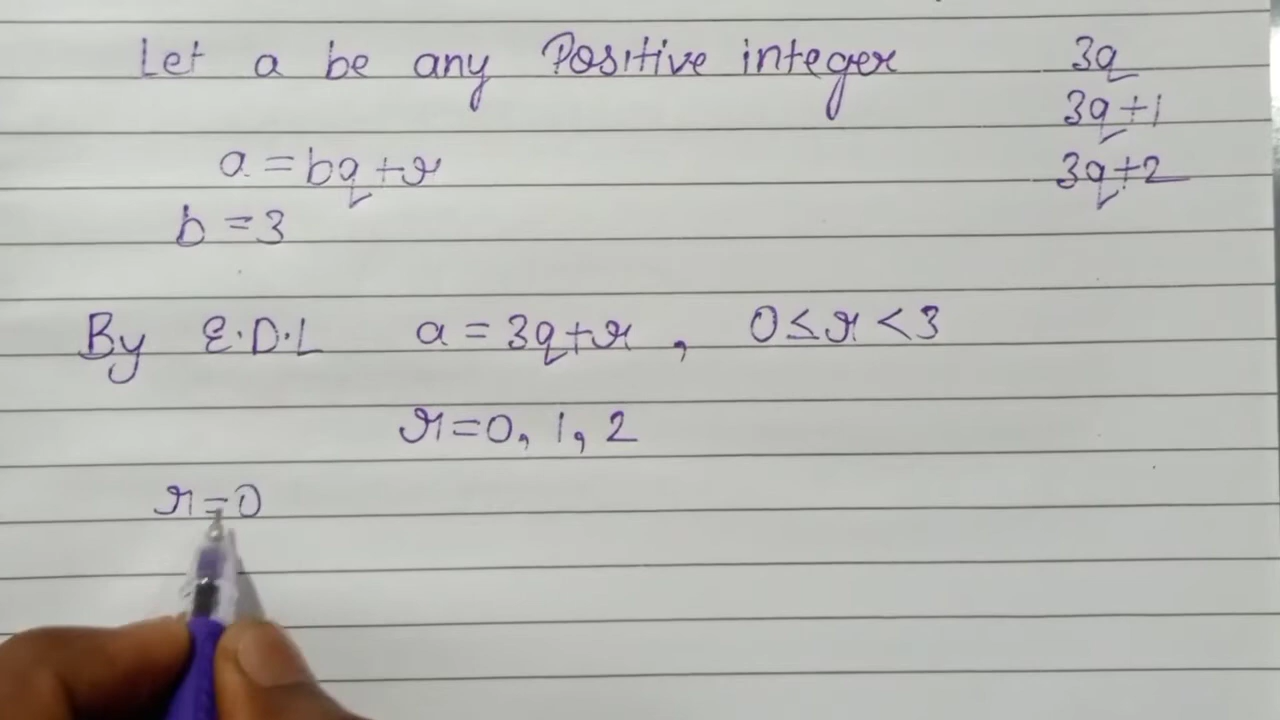 Let a be any Positive integer
3q
3q+1
3q+2
a=bq+r
b=3
By E.D.L a=3q+r, 0≤r<3
r=0, 1, 2
r=0